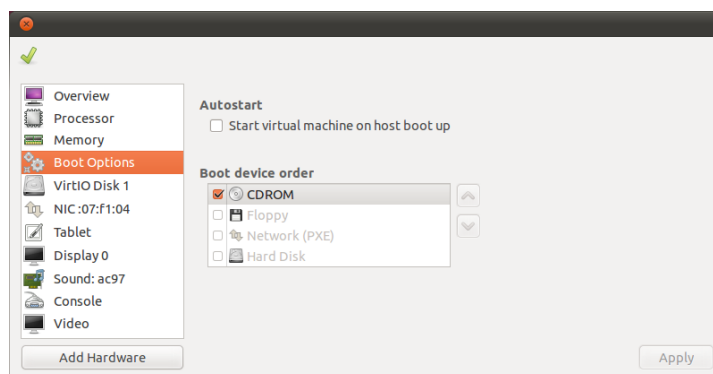 Overview
Processor
Memory
Boot Options
VirtIO Disk 1
NIC :07:f1:04
Tablet
Display 0
Sound: ac97
Console
Video
Add Hardware
Autostart
Start virtual machine on host boot up
Boot device order
CDROM
Floppy
Network (PXE)
Hard Disk
Apply